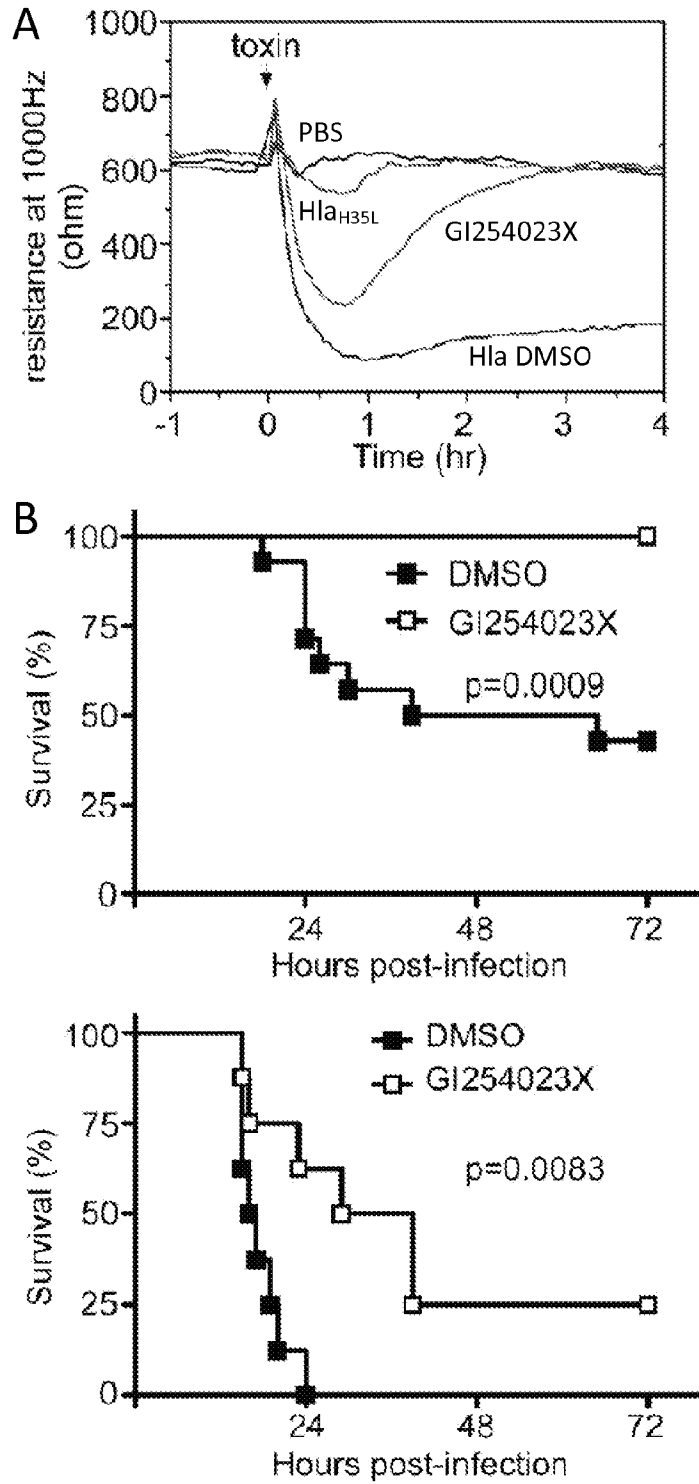 A
1000
800
600
400
200
0
resistance at 1000Hz
(ohm)
toxin
PBS
HlaH35L
GI254023X
Hla DMSO
-1 0 1 2 3 4
Time (hr)
B
100
75
50
25
0
Survival (%)
DMSO
GI254023X
p=0.0009
24 48 72
Hours post-infection
100
75
50
25
0
Survival (%)
DMSO
GI254023X
p=0.0083
24 48 72
Hours post-infection